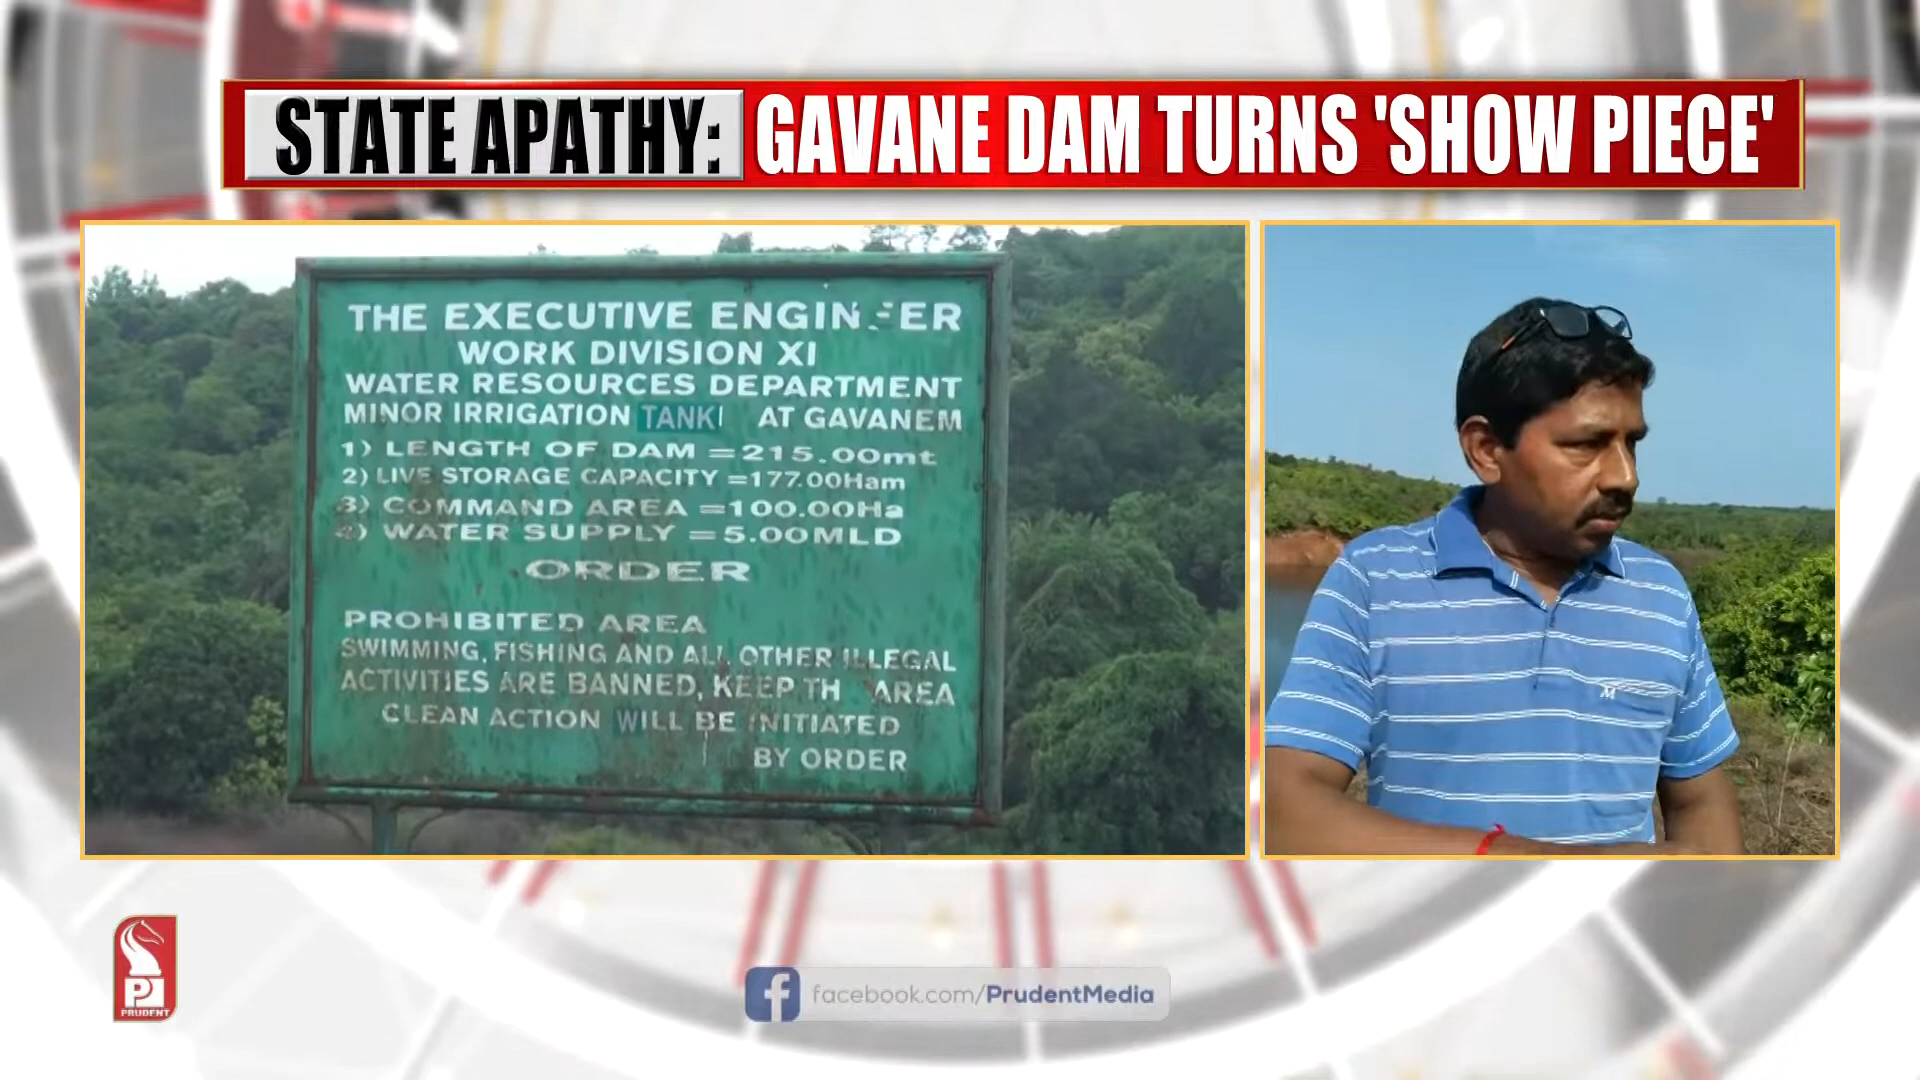 STATE APATHY: GAVANE DAM TURNS 'SHOW PIECE'
THE EXECUTIVE ENGINEER
WORK DIVISION XI
WATER RESOURCES DEPARTMENT
MINOR IRRIGATION TANK AT GAVANEM
1) LENGTH OF DAM =215.00mt
2) LIVE STORAGE CAPACITY =177.00Ham
3) COMMAND AREA =100.00Ha
4) WATER SUPPLY =5.00MLD
ORDER
PROHIBITED AREA
SWIMMING, FISHING AND ALL OTHER ILLEGAL
ACTIVITIES ARE BANNED, KEEP TH AREA
CLEAN ACTION WILL BE INITIATED
BY ORDER
M
PRUDENT
facebook.com/PrudentMedia